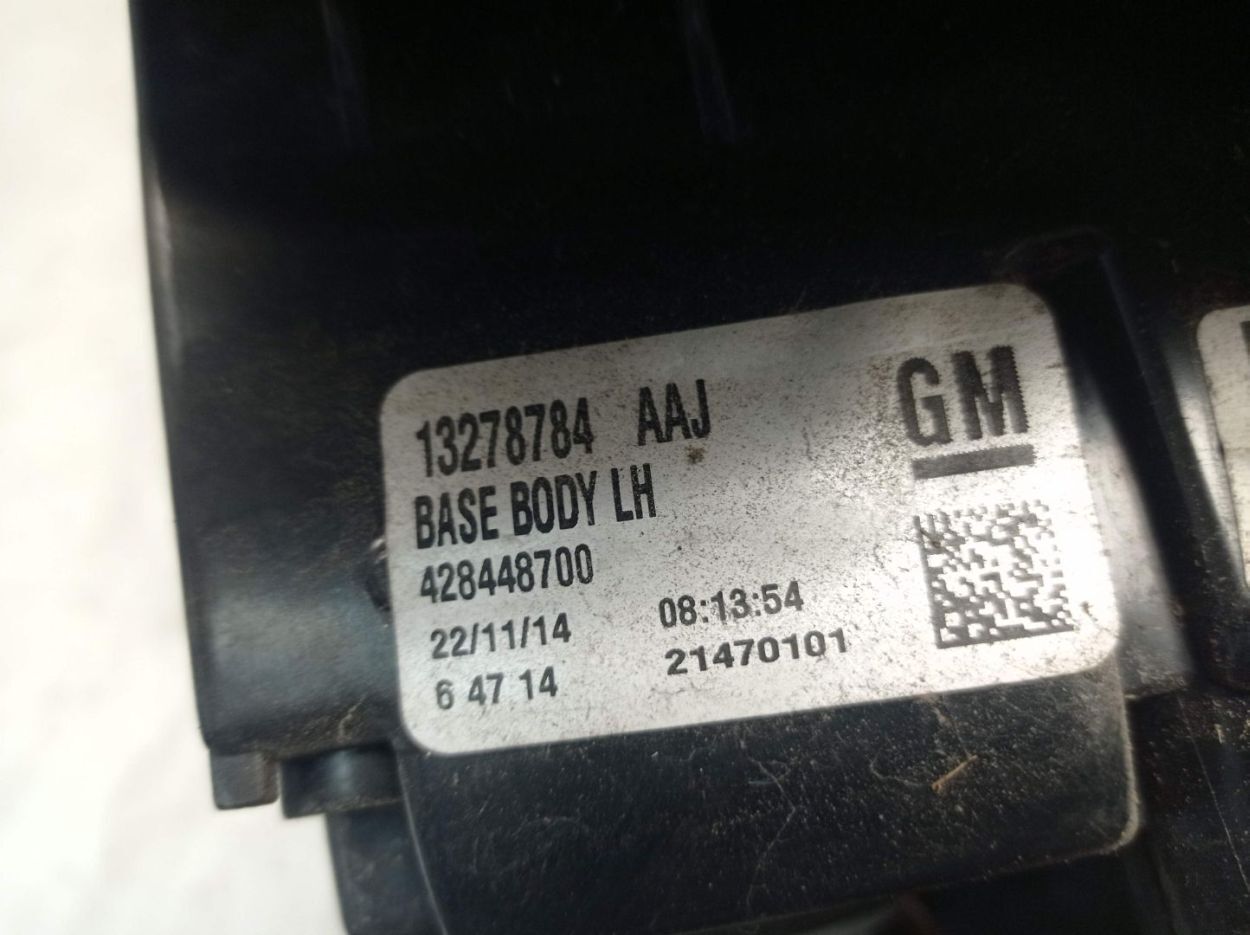 13278784 AAJ
GM
BASE BODY LH
428448700
22/11/14 08:13:54
6 47 14 21470101